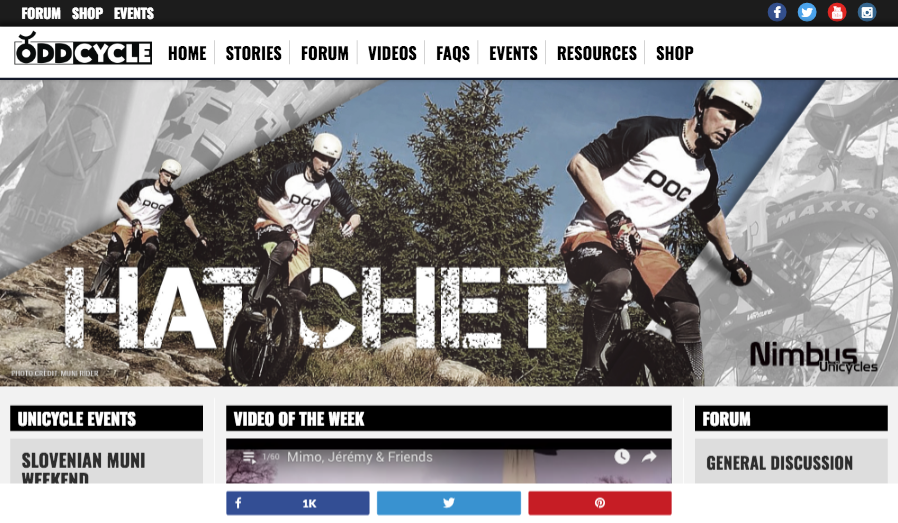 FORUM SHOP EVENTS
ODDCYCLE
HOME STORIES FORUM VIDEOS FAQS EVENTS RESOURCES SHOP
MAXXIS
poc
poc
poc
HATCHET
Nimbus
Unicycles
PHOTO CREDIT: MUNI RIDER
UNICYCLE EVENTS
VIDEO OF THE WEEK
FORUM
SLOVENIAN MUNI
WEEKEND
1/60 Mimo, Jérémy & Friends
GENERAL DISCUSSION
1K